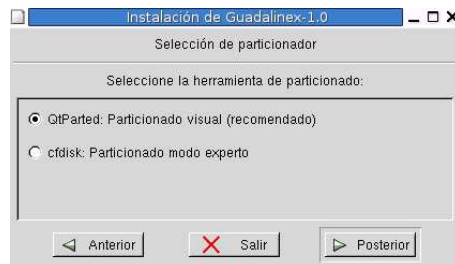 Instalación de Guadalinex-1.0
Selección de particionador
Seleccione la herramienta de particionado:
QtParted: Particionado visual (recomendado)
cfdisk: Particionado modo experto
Anterior
Salir
Posterior